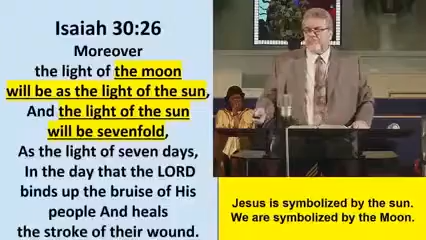 Isaiah 30:26
Moreover
the light of the moon
will be as the light of the sun,
And the light of the sun
will be sevenfold,
As the light of seven days,
In the day that the LORD
binds up the bruise of His
people And heals
the stroke of their wound.
Jesus is symbolized by the sun.
We are symbolized by the Moon.